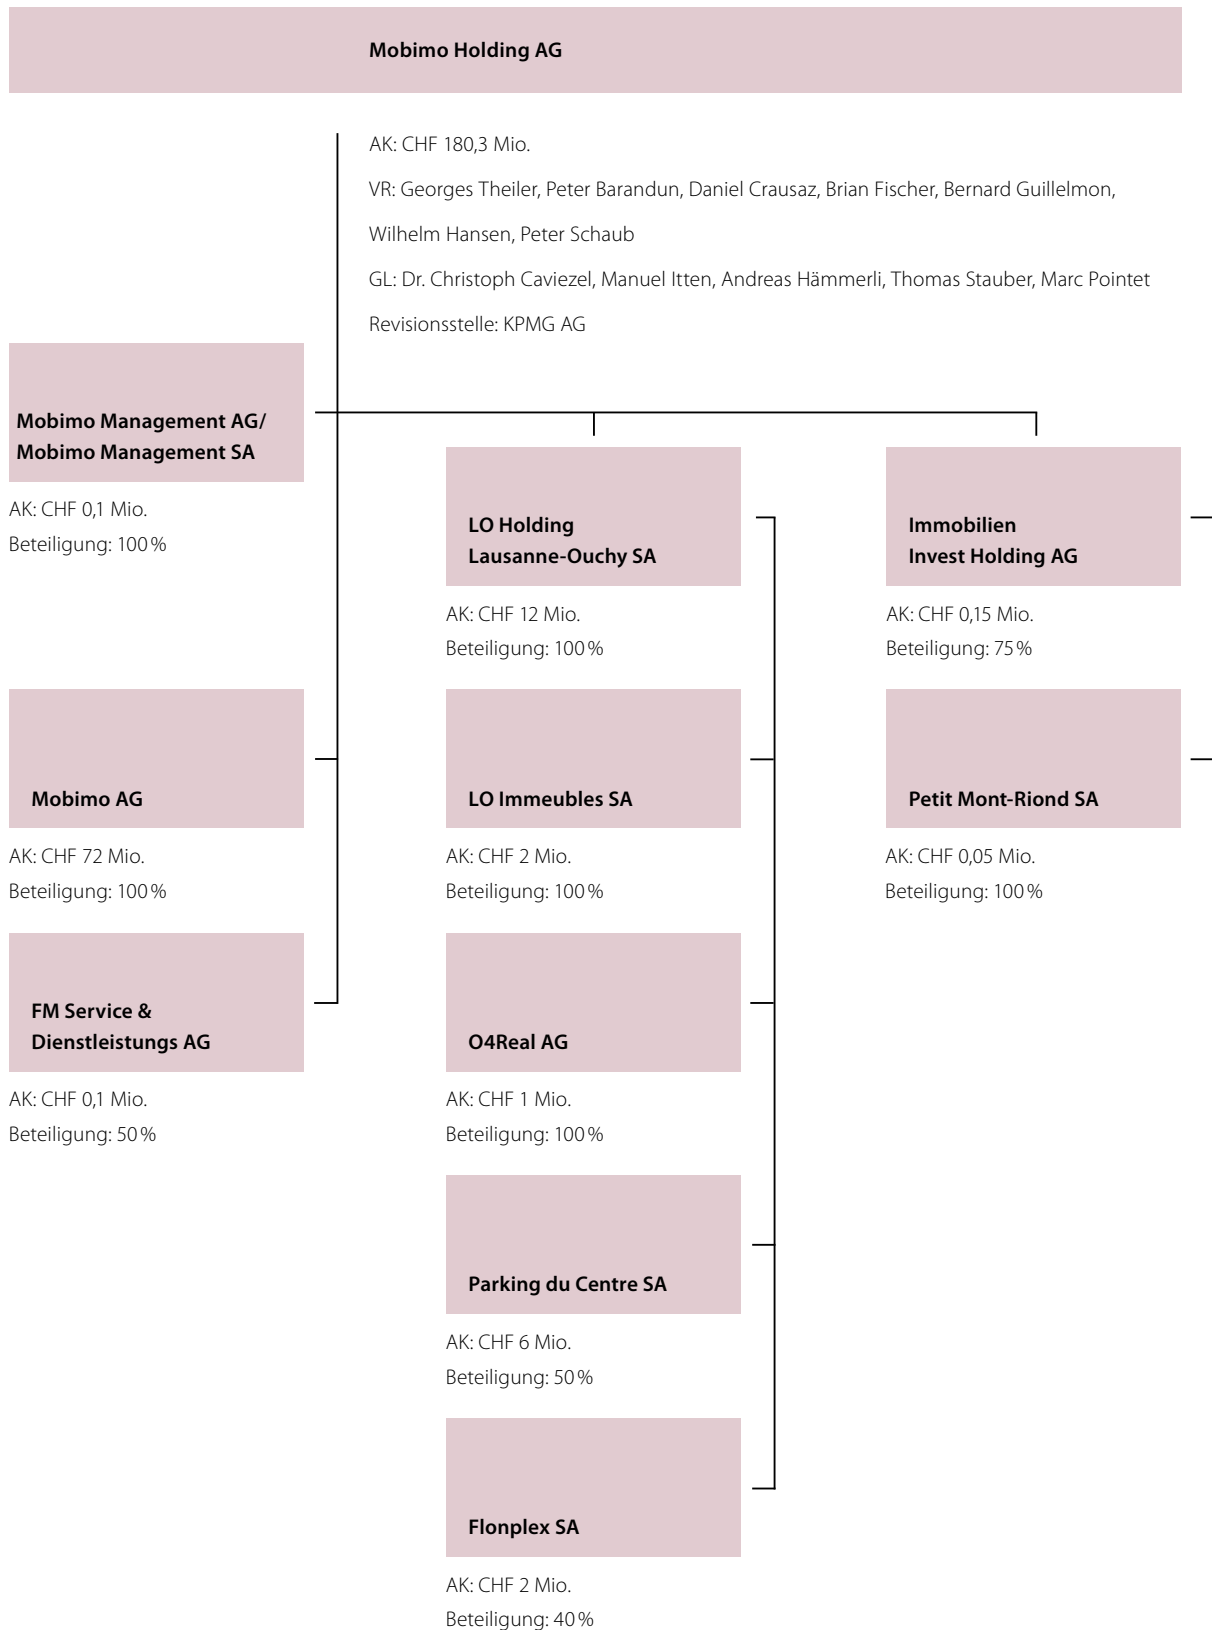 Mobimo Holding AG
AK: CHF 180,3 Mio.
VR: Georges Theiler, Peter Barandun, Daniel Crausaz, Brian Fischer, Bernard Guillelmon,
Wilhelm Hansen, Peter Schaub
GL: Dr. Christoph Caviezel, Manuel Itten, Andreas Hämmerli, Thomas Stauber, Marc Pointet
Revisionsstelle: KPMG AG
Mobimo Management AG/
Mobimo Management SA
AK: CHF 0,1 Mio.
Beteiligung: 100%
Mobimo AG
AK: CHF 72 Mio.
Beteiligung: 100%
FM Service &
Dienstleistungs AG
AK: CHF 0,1 Mio.
Beteiligung: 50%
LO Holding
Lausanne-Ouchy SA
AK: CHF 12 Mio.
Beteiligung: 100%
LO Immeubles SA
AK: CHF 2 Mio.
Beteiligung: 100%
O4Real AG
AK: CHF 1 Mio.
Beteiligung: 100%
Parking du Centre SA
AK: CHF 6 Mio.
Beteiligung: 50%
Flonplex SA
AK: CHF 2 Mio.
Beteiligung: 40%
Immobilien
Invest Holding AG
AK: CHF 0,15 Mio.
Beteiligung: 75%
Petit Mont-Riond SA
AK: CHF 0,05 Mio.
Beteiligung: 100%